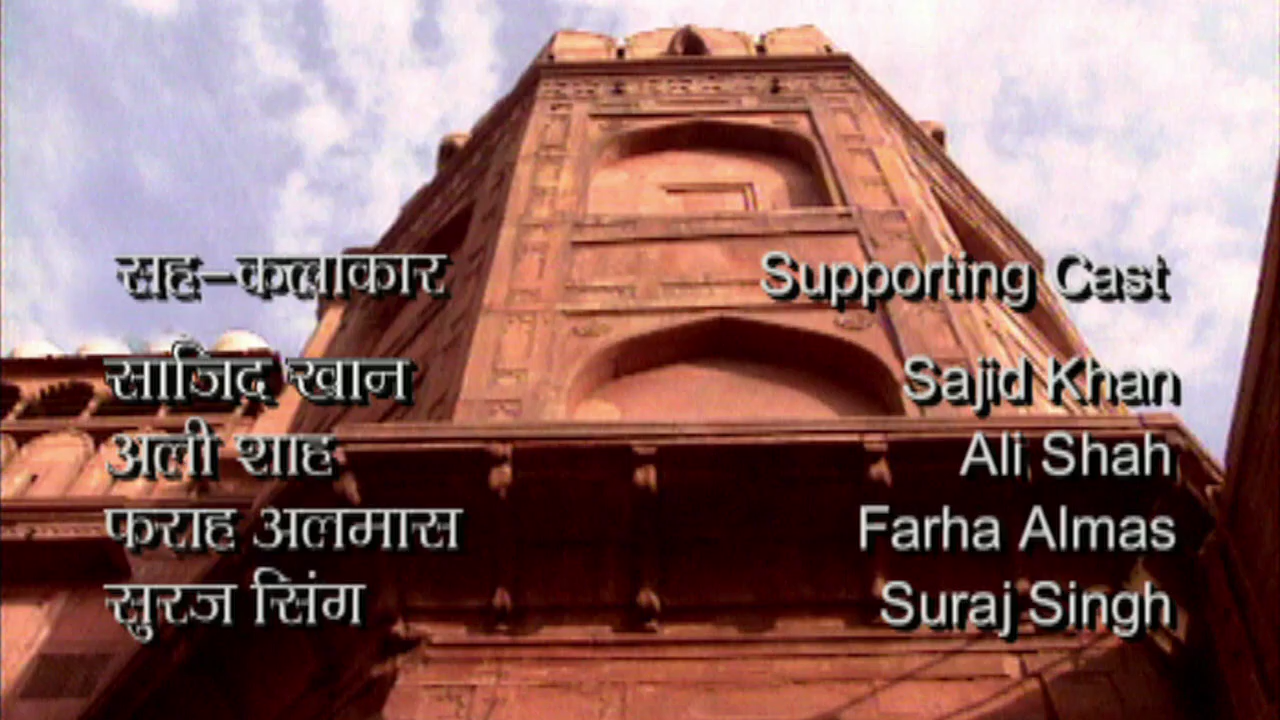 सह-कलाकार Supporting Cast
साजिद खान Sajid Khan
अली शाह Ali Shah
फराह अलमास Farha Almas
सुरज सिंग Suraj Singh